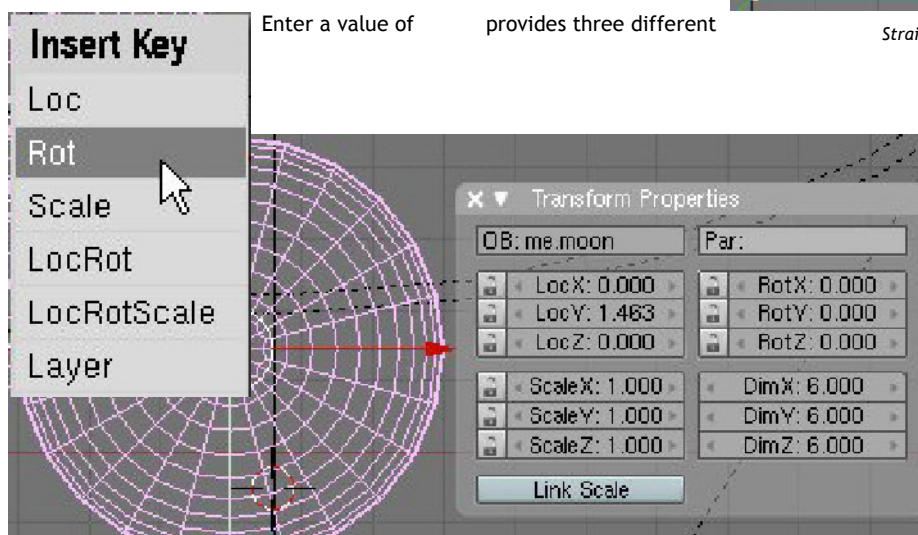 Enter a value of
provides three different
Strai
Insert Key
Loc
Rot
Scale
LocRot
LocRotScale
Layer
Transform Properties
OB: me.moon
Par:
LocX: 0.000
LocY: 1.463
LocZ: 0.000
RotX: 0.000
RotY: 0.000
RotZ: 0.000
ScaleX: 1.000
ScaleY: 1.000
ScaleZ: 1.000
DimX: 6.000
DimY: 6.000
DimZ: 6.000
Link Scale